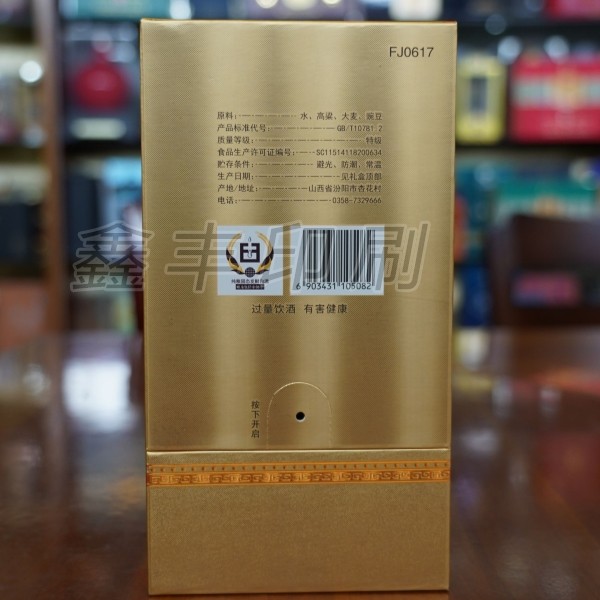 FJ0617
原料：水、高粱、大麦、豌豆
产品标准代号：GB/T10781.2
质量等级：特级
食品生产许可证编号：SC11514118200634
贮存条件：避光、防潮、常温
生产日期：见礼盒顶部
产地/地址：山西省汾阳市杏花村
电话：0358-7329666
鑫丰印刷
6 903431 105082
过量饮酒 有害健康
按下开启